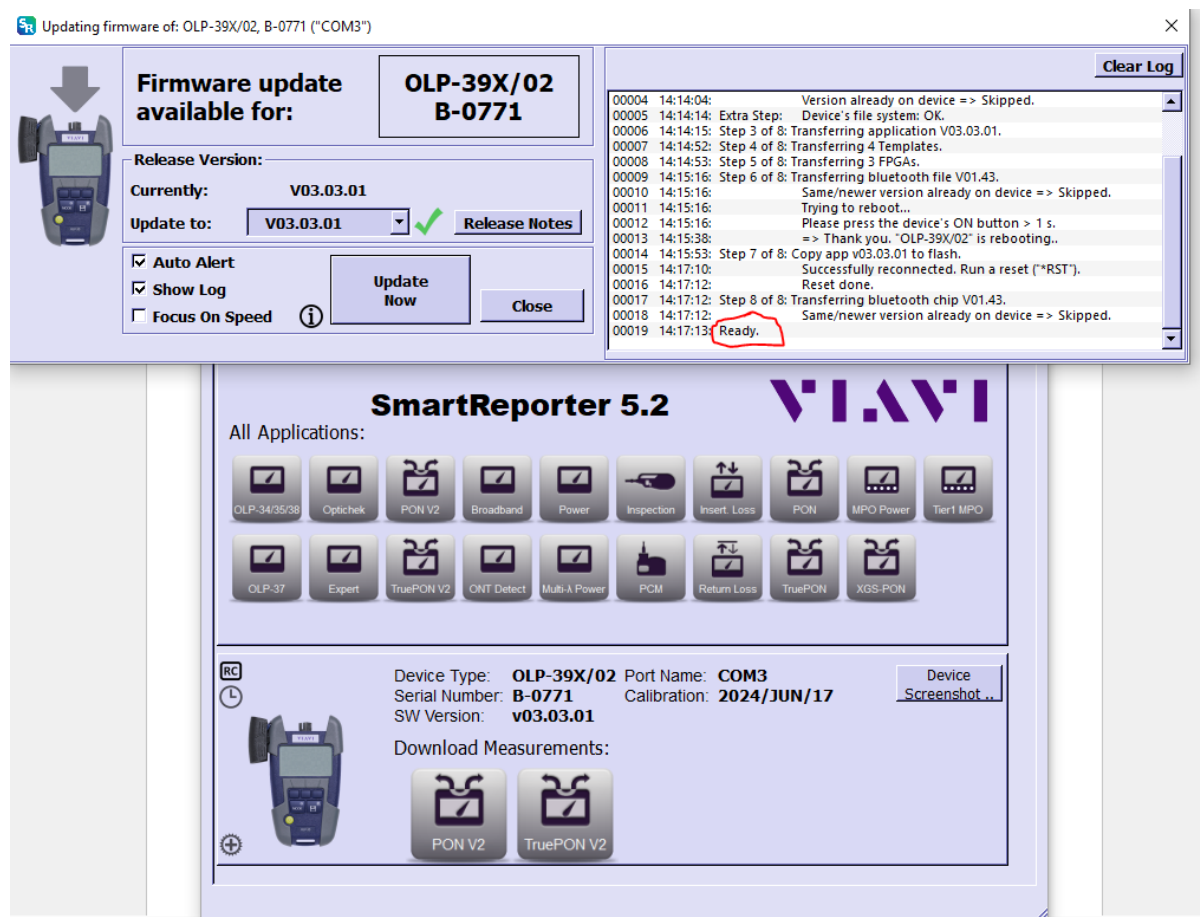 Updating firmware of: OLP-39X/02, B-0771 ("COM3")
Firmware update
available for:
OLP-39X/02
B-0771
Release Version:
Currently: V03.03.01
Update to: V03.03.01 Release Notes
Auto Alert
Show Log
Focus On Speed
Update
Now
Close
Clear Log
00004 14:14:04: Version already on device => Skipped.
00005 14:14:14: Extra Step: Device's file system: OK.
00006 14:14:15: Step 3 of 8: Transferring application V03.03.01.
00007 14:14:52: Step 4 of 8: Transferring 4 Templates.
00008 14:14:53: Step 5 of 8: Transferring 3 FPGAs.
00009 14:15:16: Step 6 of 8: Transferring bluetooth file V01.43.
00010 14:15:16: Same/newer version already on device => Skipped.
00011 14:15:16: Trying to reboot...
00012 14:15:16: Please press the device's ON button > 1 s.
00013 14:15:38: => Thank you. "OLP-39X/02" is rebooting..
00014 14:15:53: Step 7 of 8: Copy app v03.03.01 to flash.
00015 14:17:10: Successfully reconnected. Run a reset ("*RST").
00016 14:17:12: Reset done.
00017 14:17:12: Step 8 of 8: Transferring bluetooth chip V01.43.
00018 14:17:12: Same/newer version already on device => Skipped.
00019 14:17:13: Ready.
SmartReporter 5.2
VIAVI
All Applications:
OLP-34/35/38 Optichek PON V2 Broadband Power Inspection Insert. Loss PON MPO Power Tier1 MPO
OLP-37 Expert TruePON V2 ONT Detect Multi-λ Power PCM Return Loss TruePON XGS-PON
RC
Device Type: OLP-39X/02 Port Name: COM3
Serial Number: B-0771 Calibration: 2024/JUN/17
SW Version: v03.03.01
Device
Screenshot ..
Download Measurements:
PON V2 TruePON V2